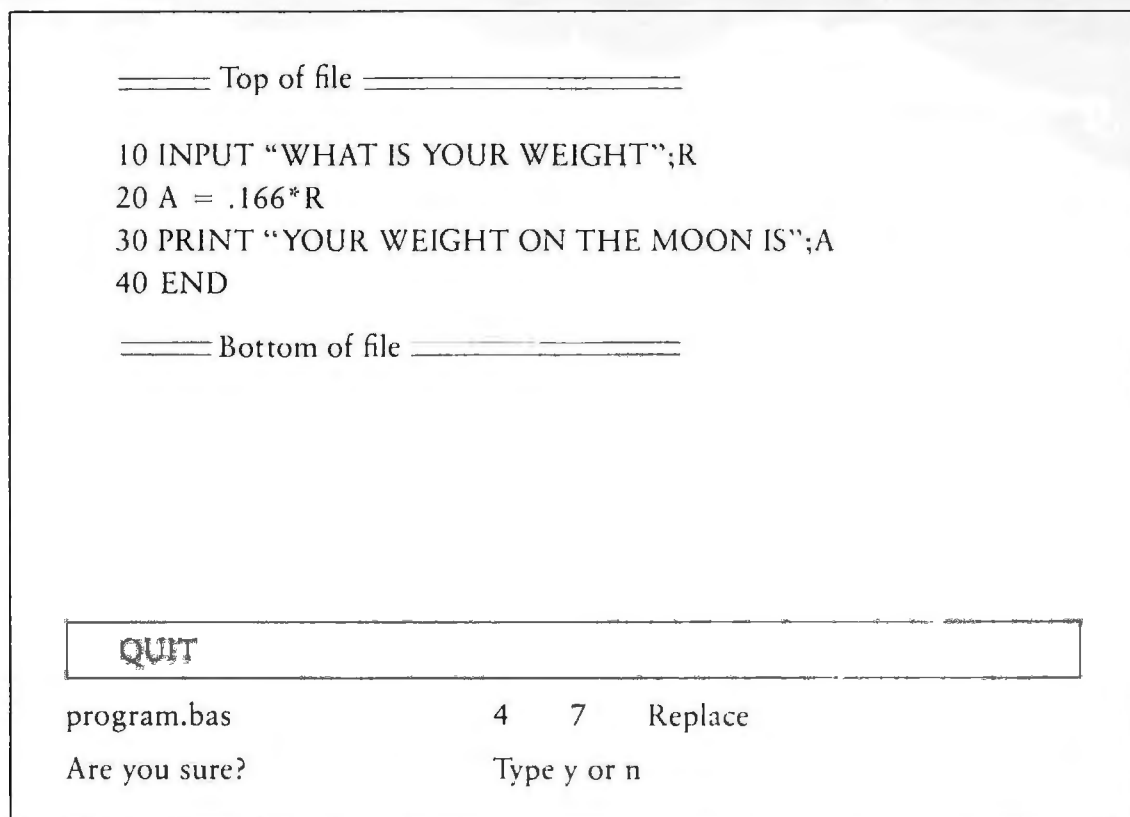 Top of file
10 INPUT “WHAT IS YOUR WEIGHT”;R
20 A = .166*R
30 PRINT “YOUR WEIGHT ON THE MOON IS”;A
40 END
Bottom of file
QUIT
program.bas 4 7 Replace
Are you sure? Type y or n